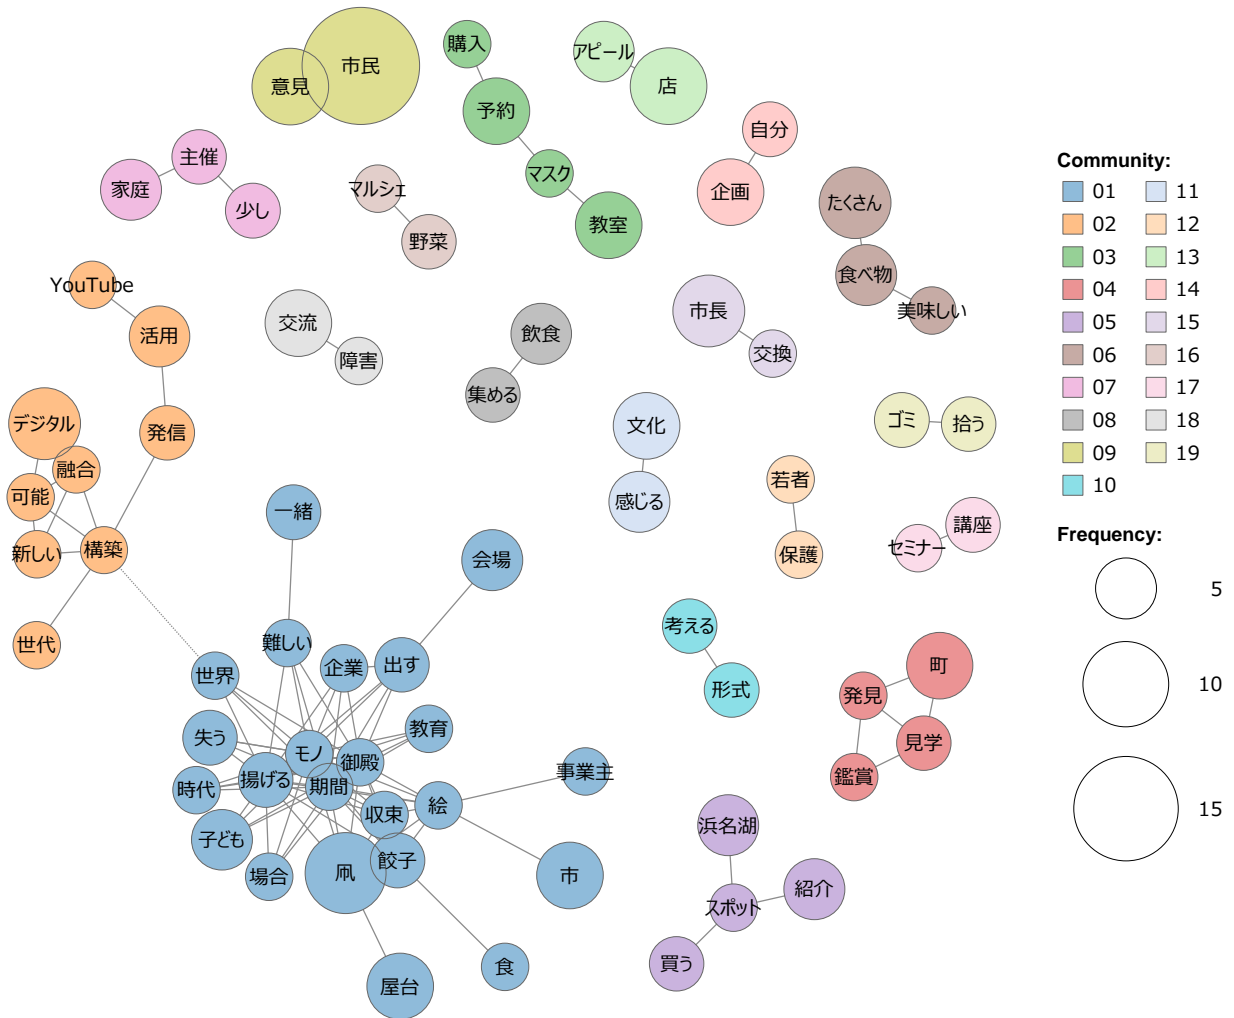 市民
意見
購入
アピール
店
予約
自分
主催
家庭
少し
マルシェ
野菜
マスク
教室
企画
たくさん
食べ物
美味しい
YouTube
活用
交流
障害
飲食
集める
市長
交換
デジタル
発信
融合
可能
新しい
構築
世代
文化
感じる
ゴミ
拾う
若者
保護
講座
セミナー
一緒
会場
難しい
企業
出す
世界
失う
モノ
御殿
教育
揚げる
期間
時代
収束
絵
事業主
子ども
場合
凧
餃子
市
食
屋台
考える
形式
町
発見
見学
鑑賞
浜名湖
スポット
紹介
買う
Community:
01 11
02 12
03 13
04 14
05 15
06 16
07 17
08 18
09 19
10
Frequency:
5
10
15